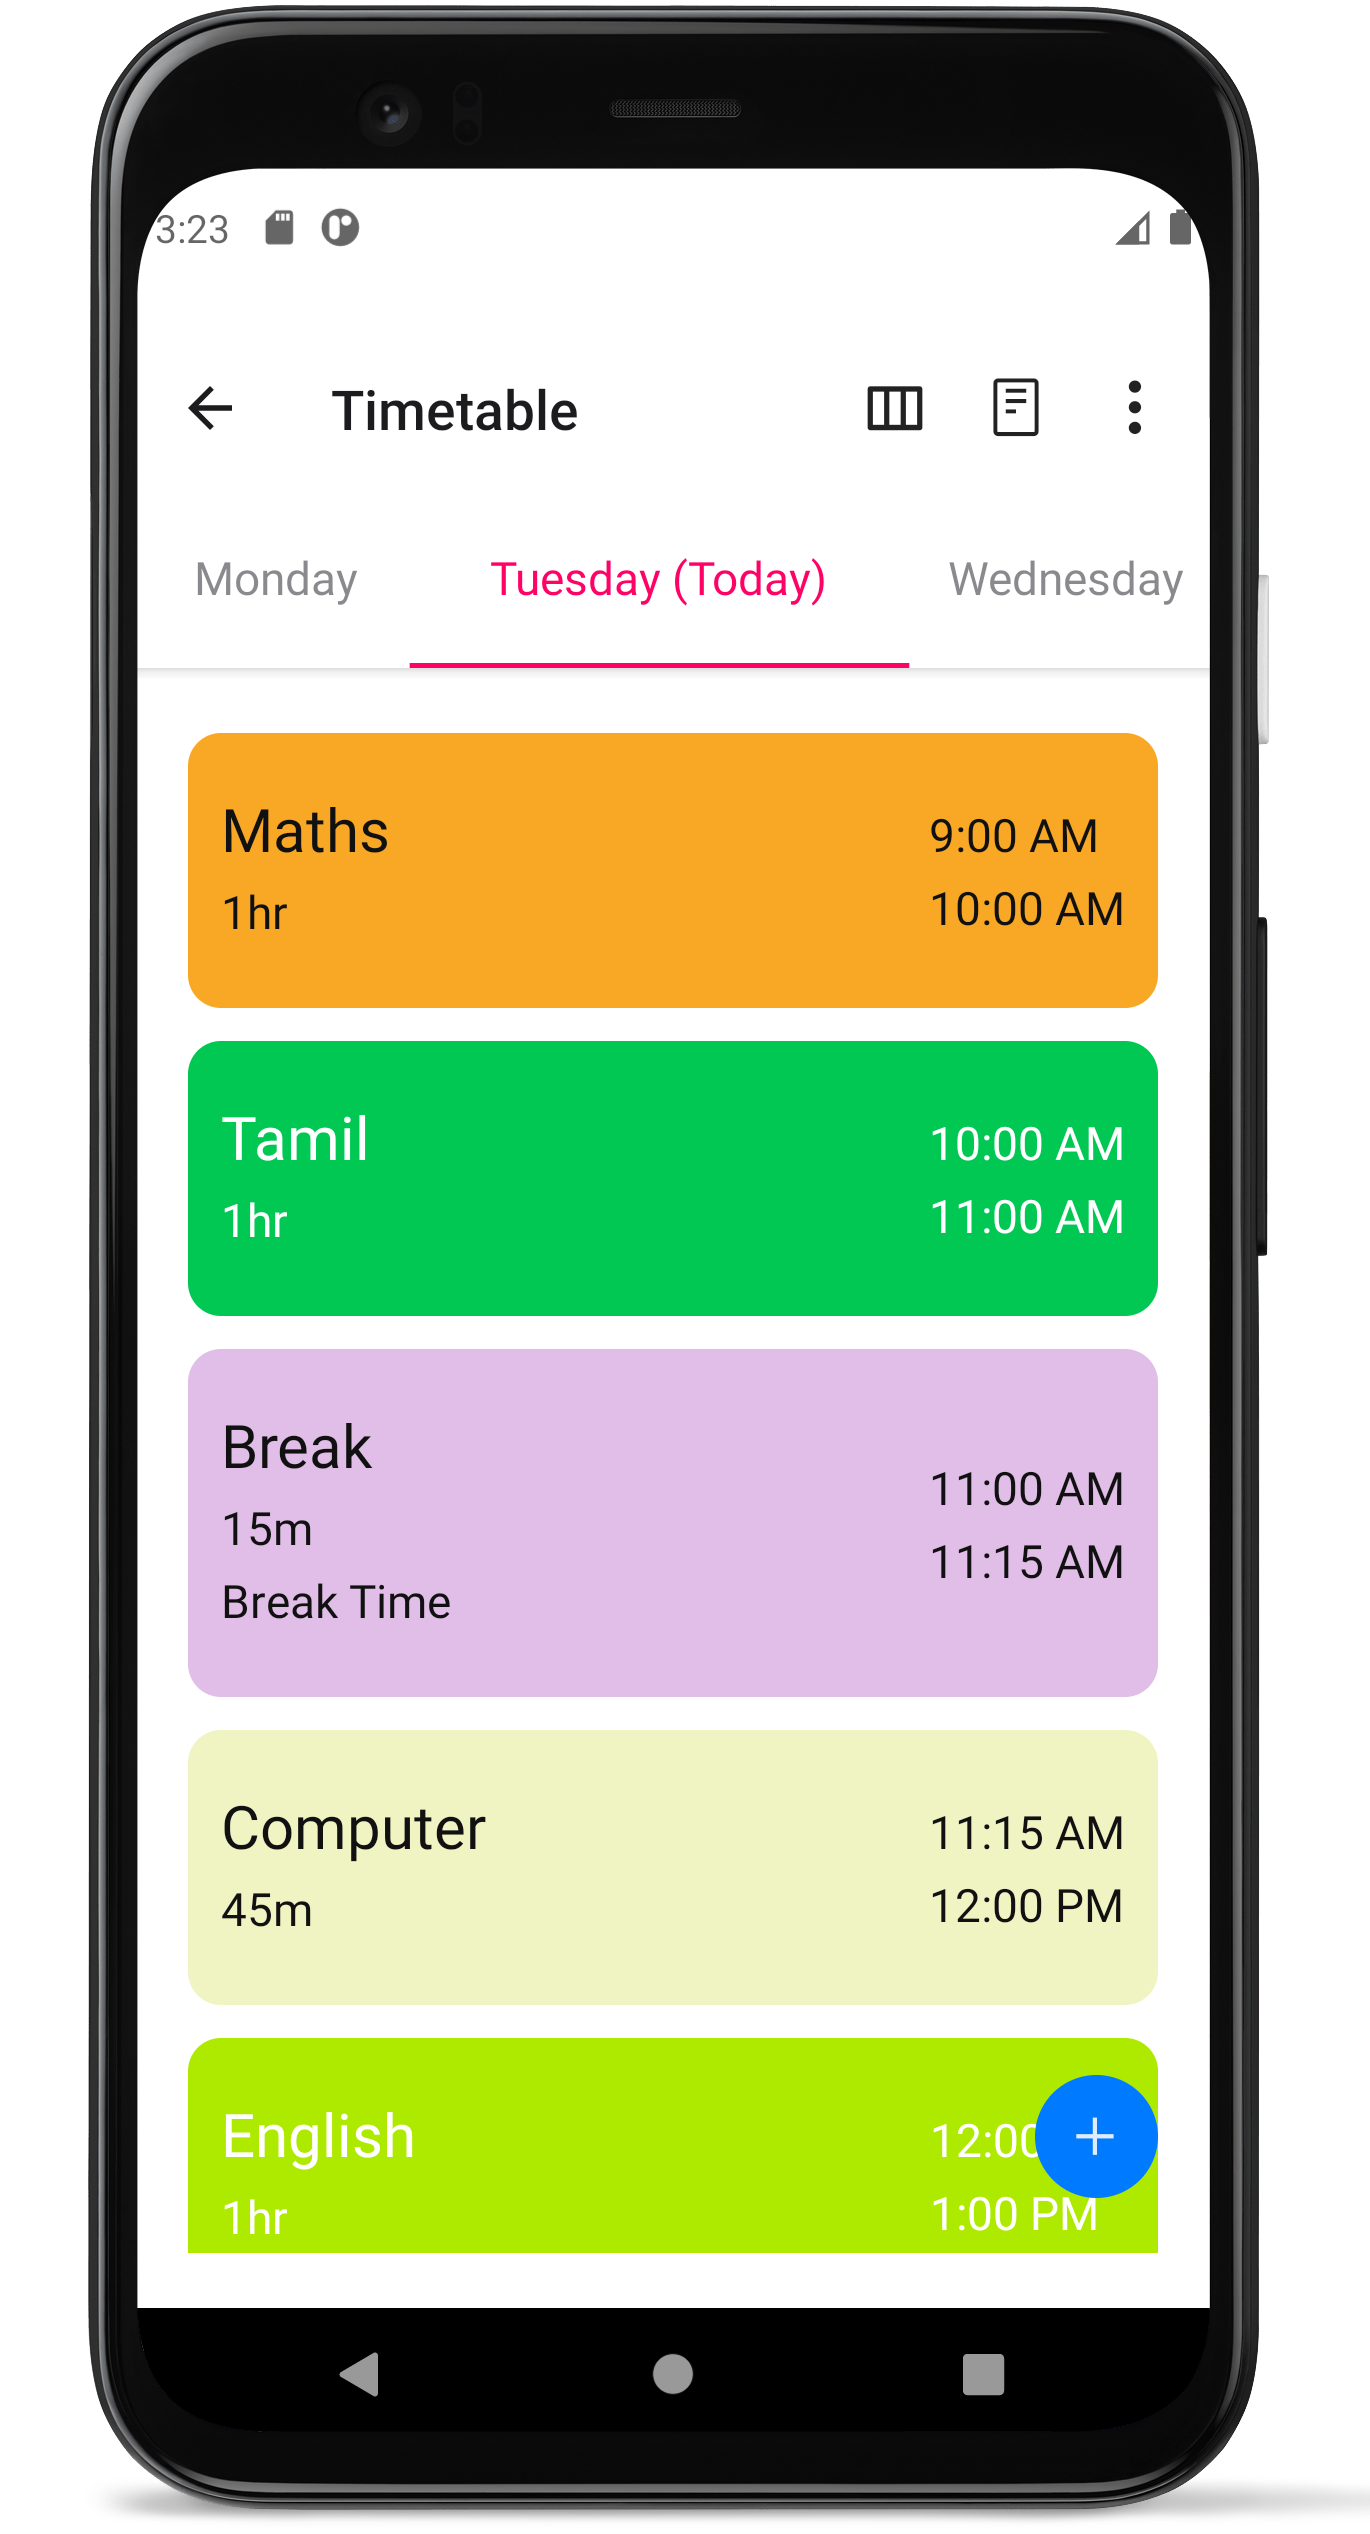 3:23
Timetable
Monday
Tuesday (Today)
Wednesday
Maths
9:00 AM
1hr
10:00 AM
Tamil
10:00 AM
1hr
11:00 AM
Break
11:00 AM
15m
11:15 AM
Break Time
Computer
11:15 AM
45m
12:00 PM
English
12:00
1hr
1:00 PM